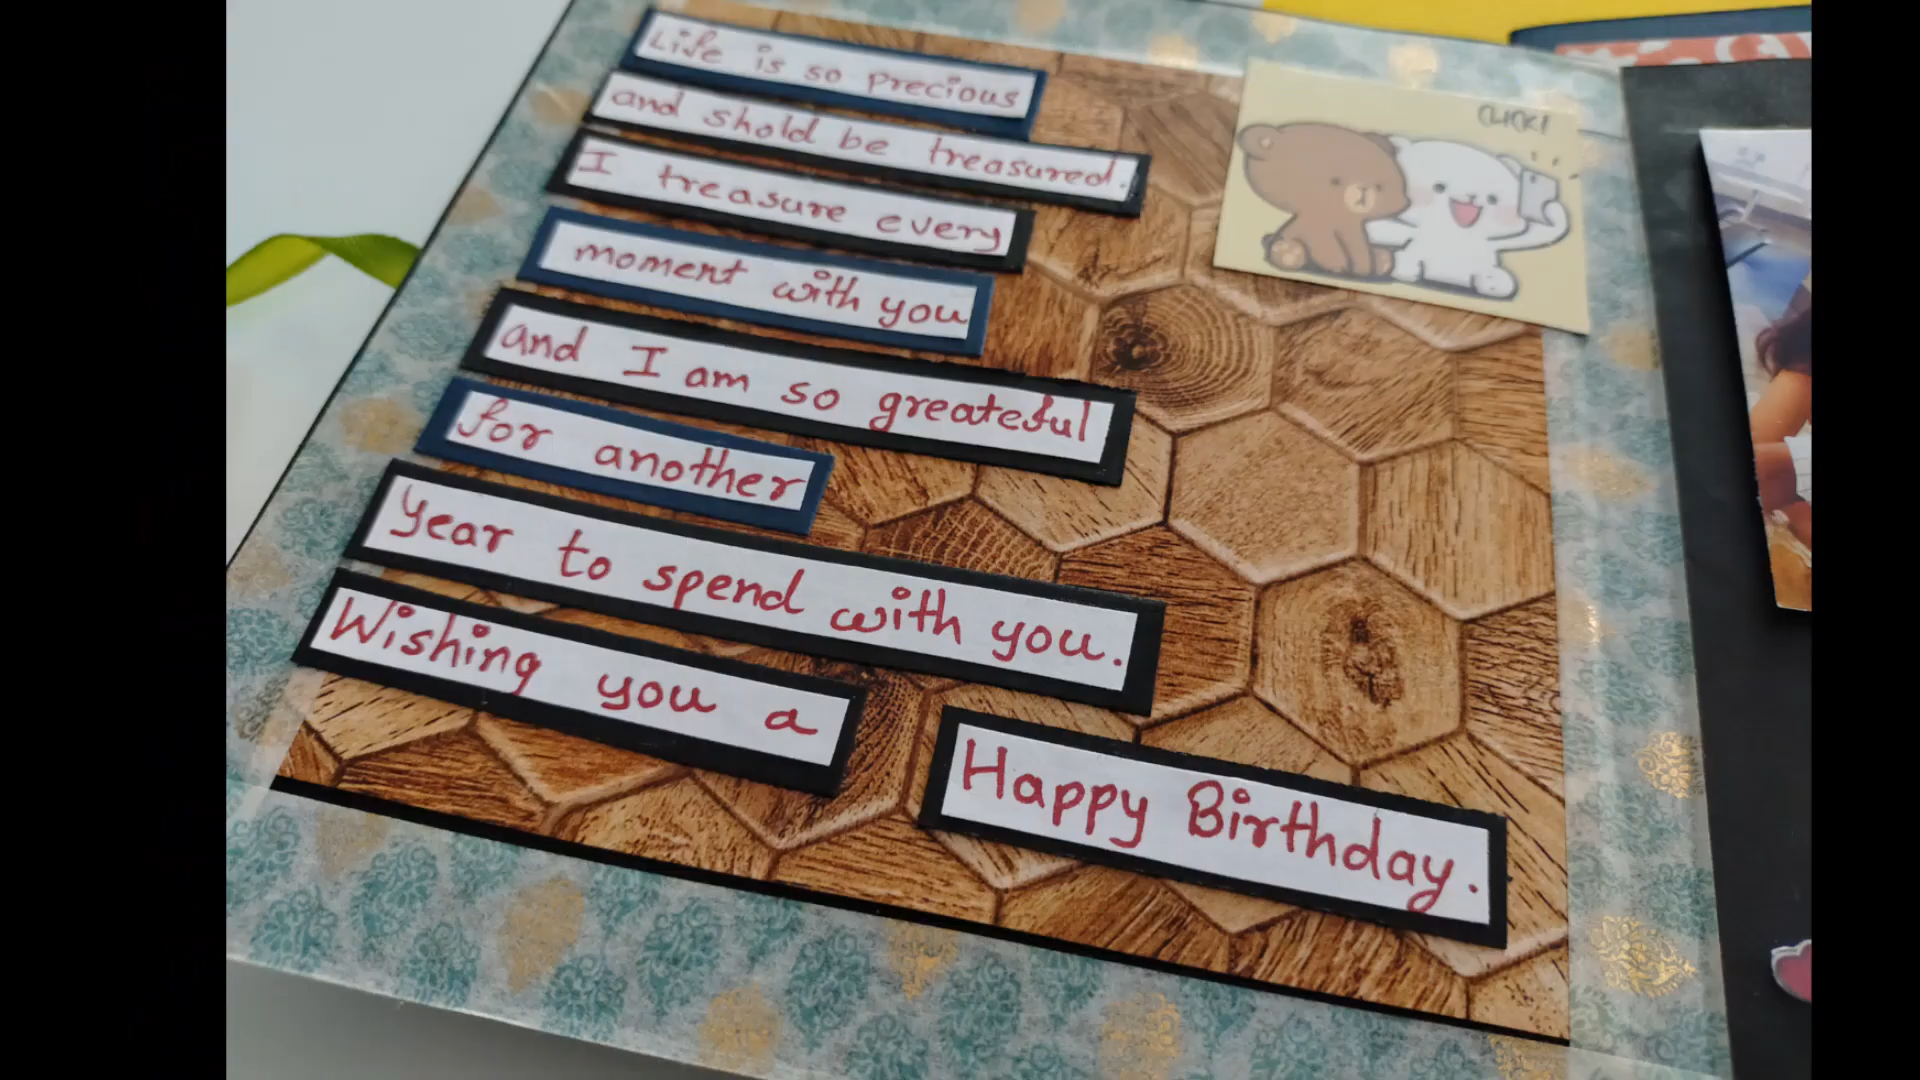 Life is so precious
and shold be treasured.
I treasure every
moment with you
and I am so greateful
for another
Year to spend with you.
Wishing you a
Happy Birthday.
CLICK!